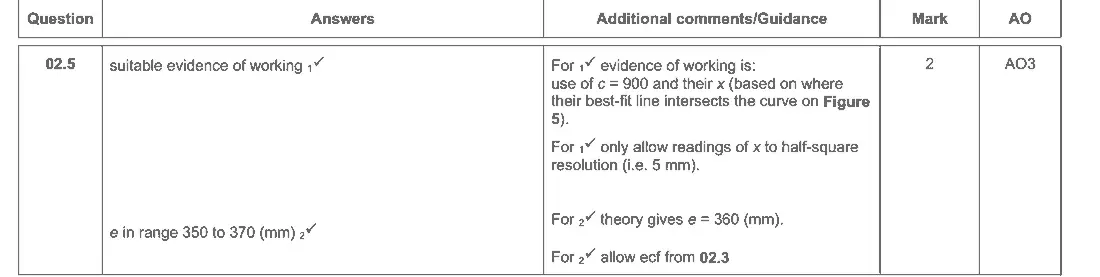 Question Answers Additional comments/Guidance Mark AO
02.5 suitable evidence of working ₁✓ For ₁✓ evidence of working is: 2 AO3
use of c = 900 and their x (based on where
their best-fit line intersects the curve on Figure
5).
For ₁✓ only allow readings of x to half-square
resolution (i.e. 5 mm).
e in range 350 to 370 (mm) ₂✓ For ₂✓ theory gives e = 360 (mm).
For ₂✓ allow ecf from 02.3